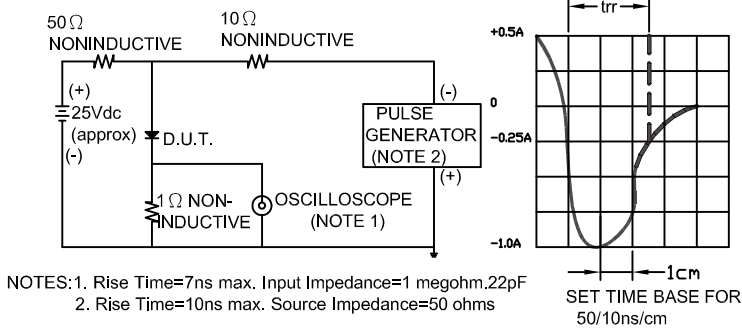 50Ω
NONINDUCTIVE
10Ω
NONINDUCTIVE
(+)
25Vdc
(approx)
(-)
D.U.T.
1Ω NON-
INDUCTIVE
OSCILLOSCOPE
(NOTE 1)
(-)
PULSE
GENERATOR
(NOTE 2)
(+)
trr
+0.5A
0
-0.25A
-1.0A
1cm
SET TIME BASE FOR
50/10ns/cm
NOTES:1. Rise Time=7ns max. Input Impedance=1 megohm.22pF
2. Rise Time=10ns max. Source Impedance=50 ohms